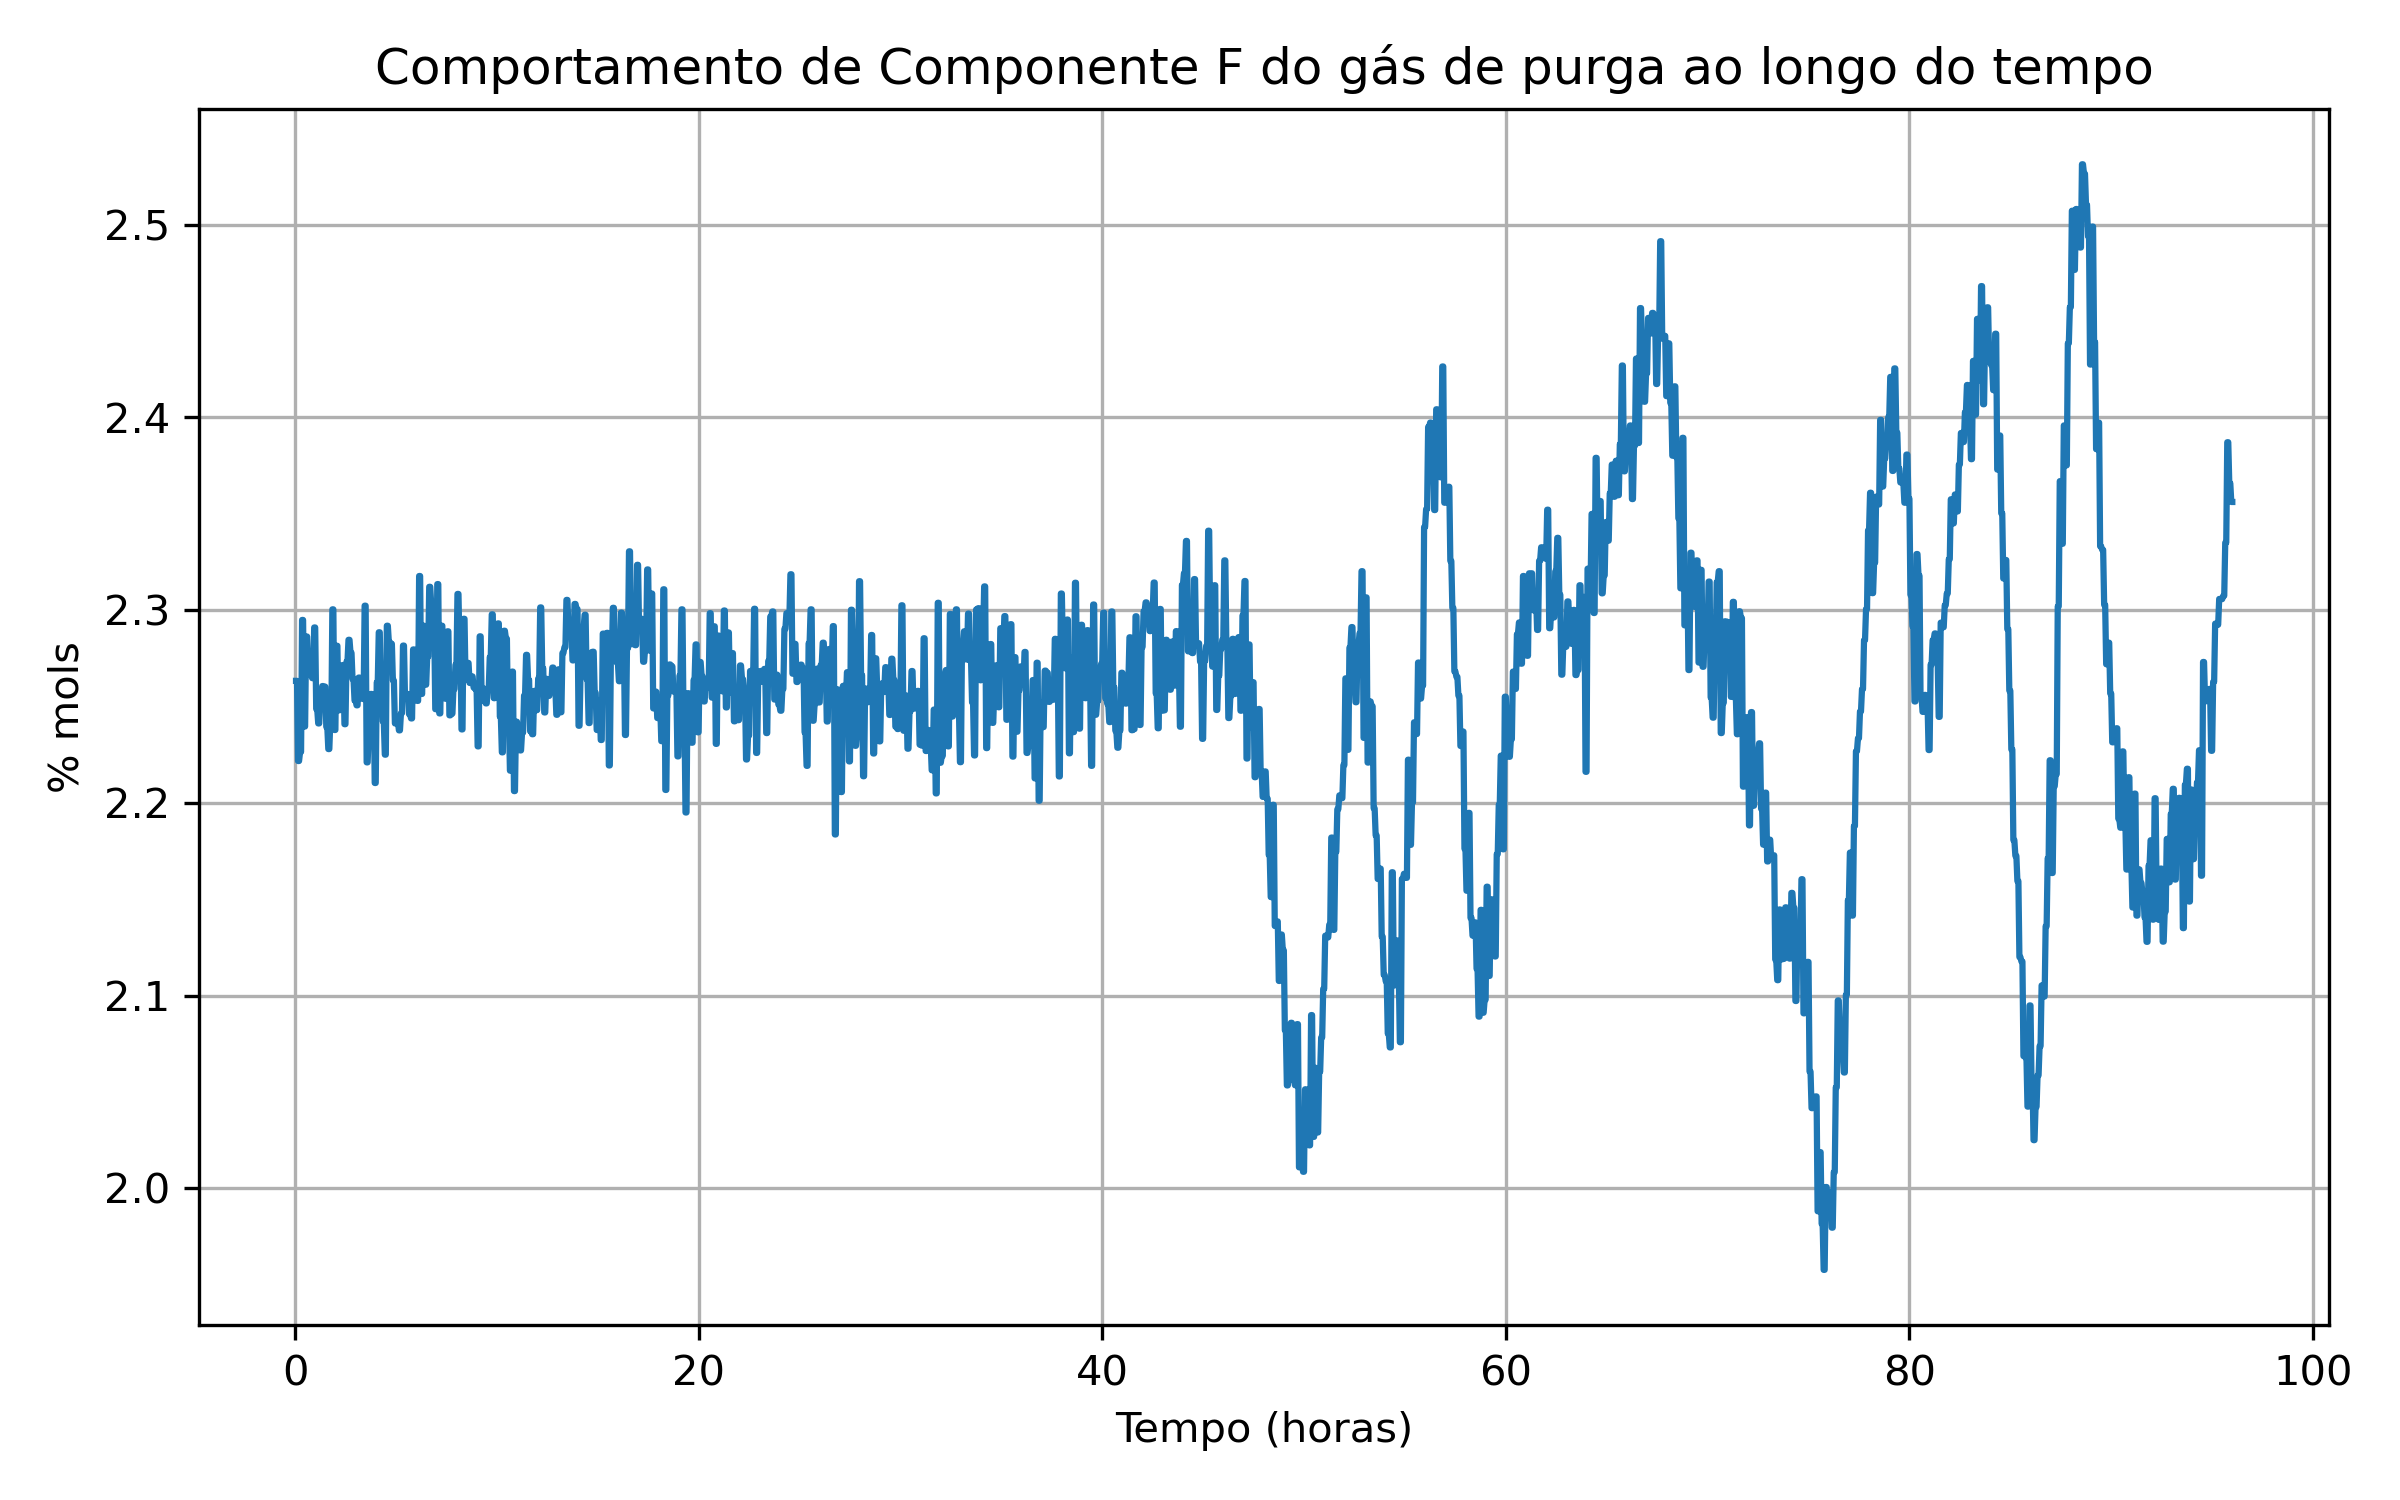 Comportamento de Componente F do gás de purga ao longo do tempo
% mols
2.5
2.4
2.3
2.2
2.1
2.0
0 20 40 60 80 100
Tempo (horas)